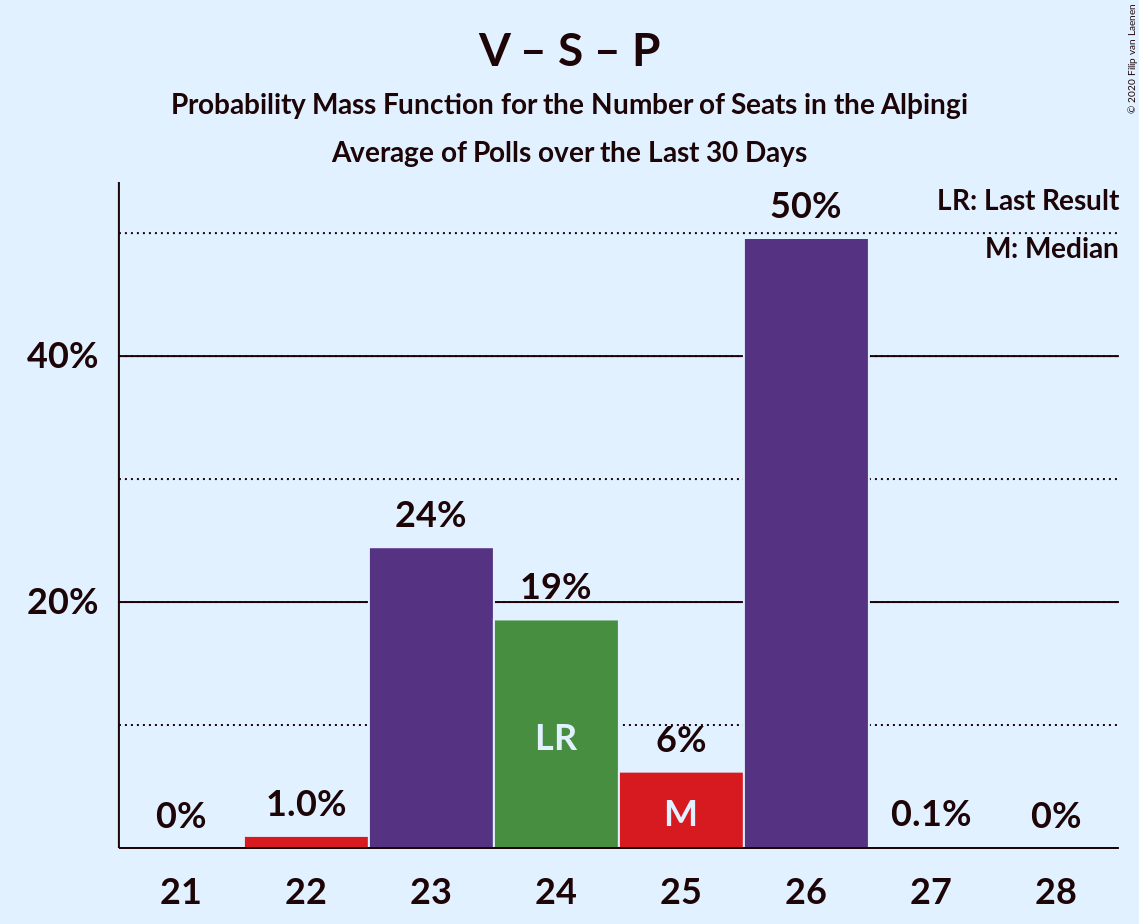 V – S – P
Probability Mass Function for the Number of Seats in the Alþingi
Average of Polls over the Last 30 Days
© 2020 Filip van Laenen
LR: Last Result
M: Median
50%
40%
24%
19%
20%
LR
6%
M
0%
1.0%
0.1%
0%
21 22 23 24 25 26 27 28